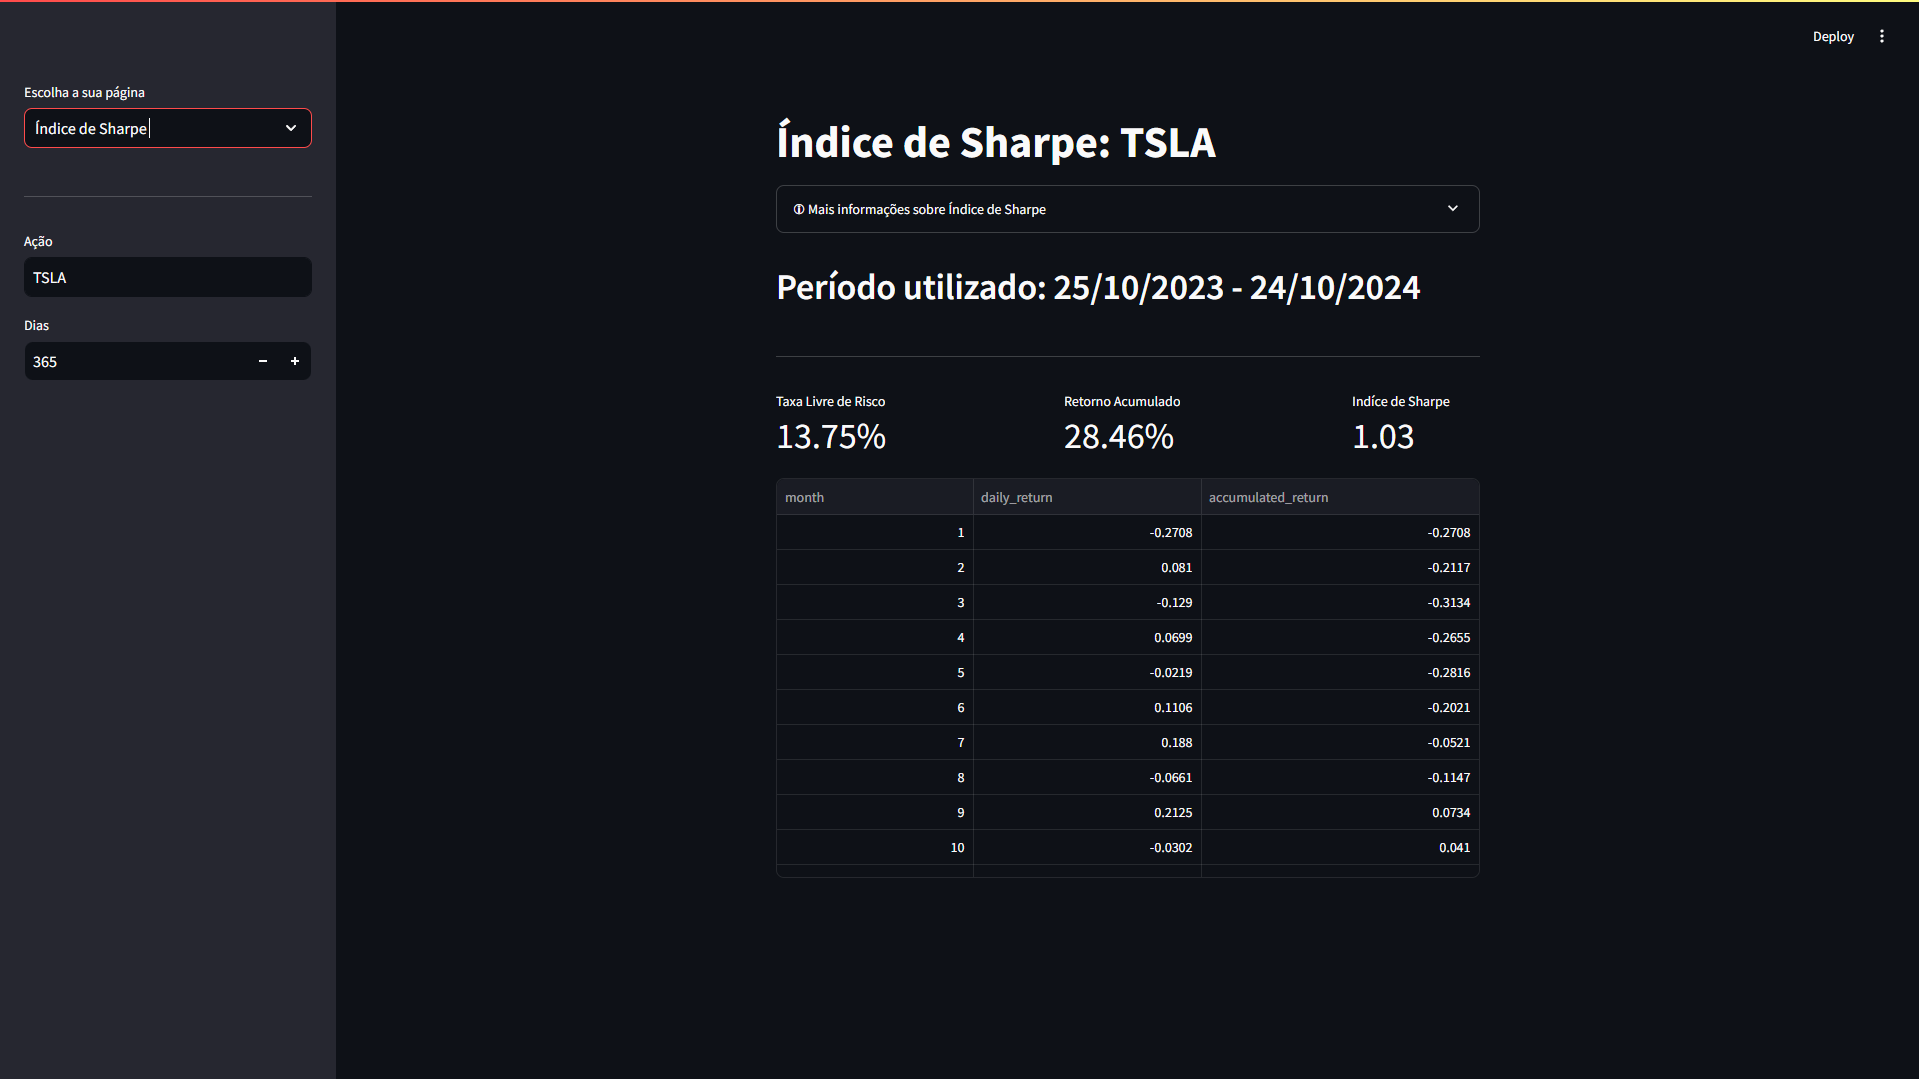 Deploy
Escolha a sua página
Índice de Sharpe
Ação
TSLA
Dias
365
Índice de Sharpe: TSLA
Mais informações sobre Índice de Sharpe
Período utilizado: 25/10/2023 - 24/10/2024
Taxa Livre de Risco Retorno Acumulado Indíce de Sharpe
13.75% 28.46% 1.03
month daily_return accumulated_return
1 -0.2708 -0.2708
2 0.081 -0.2117
3 -0.129 -0.3134
4 0.0699 -0.2655
5 -0.0219 -0.2816
6 0.1106 -0.2021
7 0.188 -0.0521
8 -0.0661 -0.1147
9 0.2125 0.0734
10 -0.0302 0.041